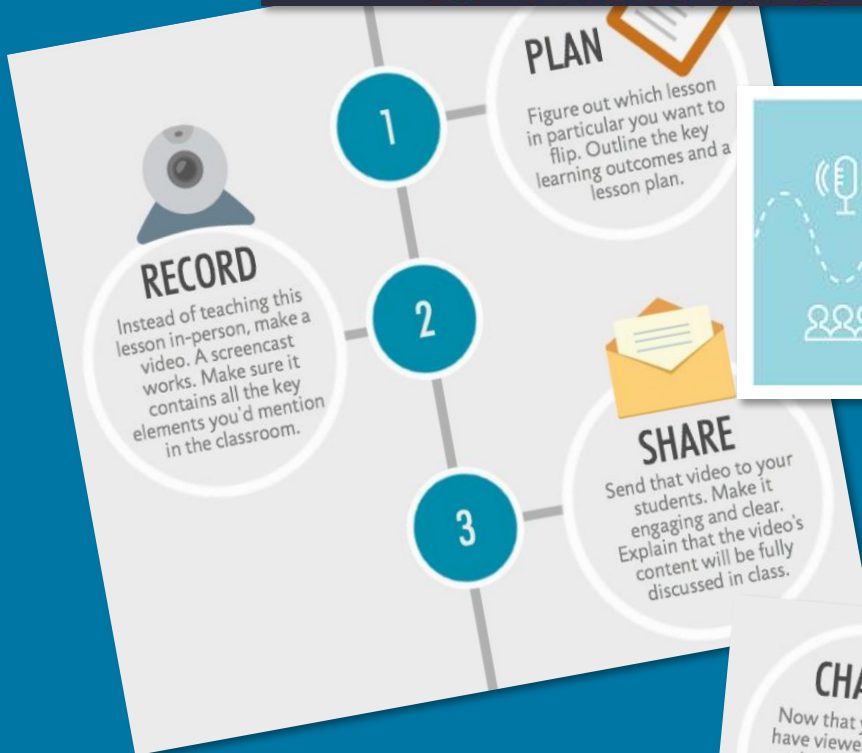 1
PLAN
Figure out which lesson
in particular you want to
flip. Outline the key
learning outcomes and a
lesson plan.
2
RECORD
Instead of teaching this
lesson in-person, make a
video. A screencast
works. Make sure it
contains all the key
elements you'd mention
in the classroom.
3
SHARE
Send that video to your
students. Make it
engaging and clear.
Explain that the video's
content will be fully
discussed in class.
Now that
have